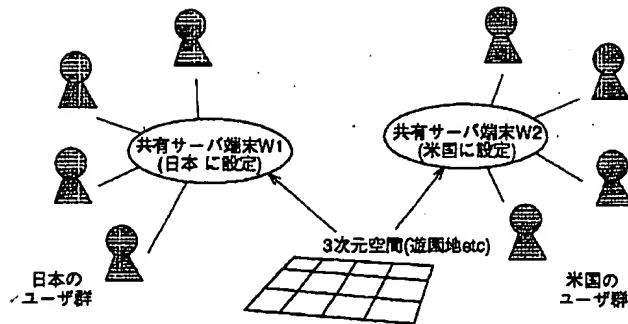 共有サーバ端末W1
(日本 に設定)
共有サーバ端末W2
(米国に設定)
3次元空間(遊園地etc)
日本の
ユーザ群
米国の
ユーザ群